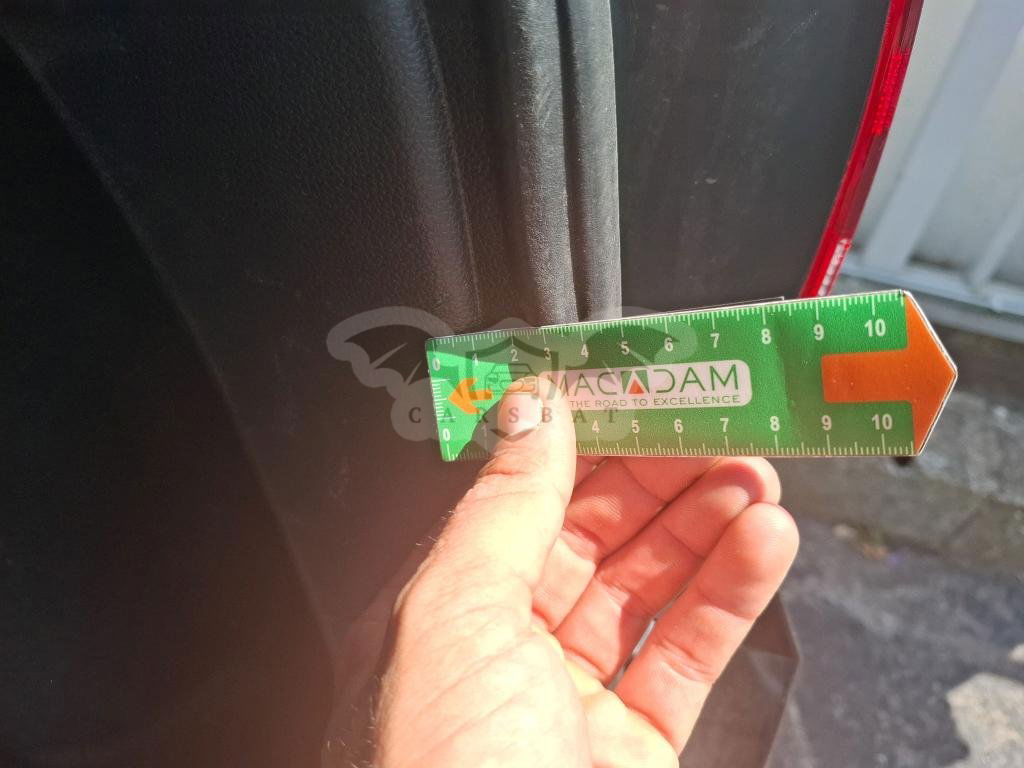 0 1 2 3 4 5 6 7 8 9 10
MACADAM
THE ROAD TO EXCELLENCE
CARSBAT
0 4 5 6 7 8 9 10